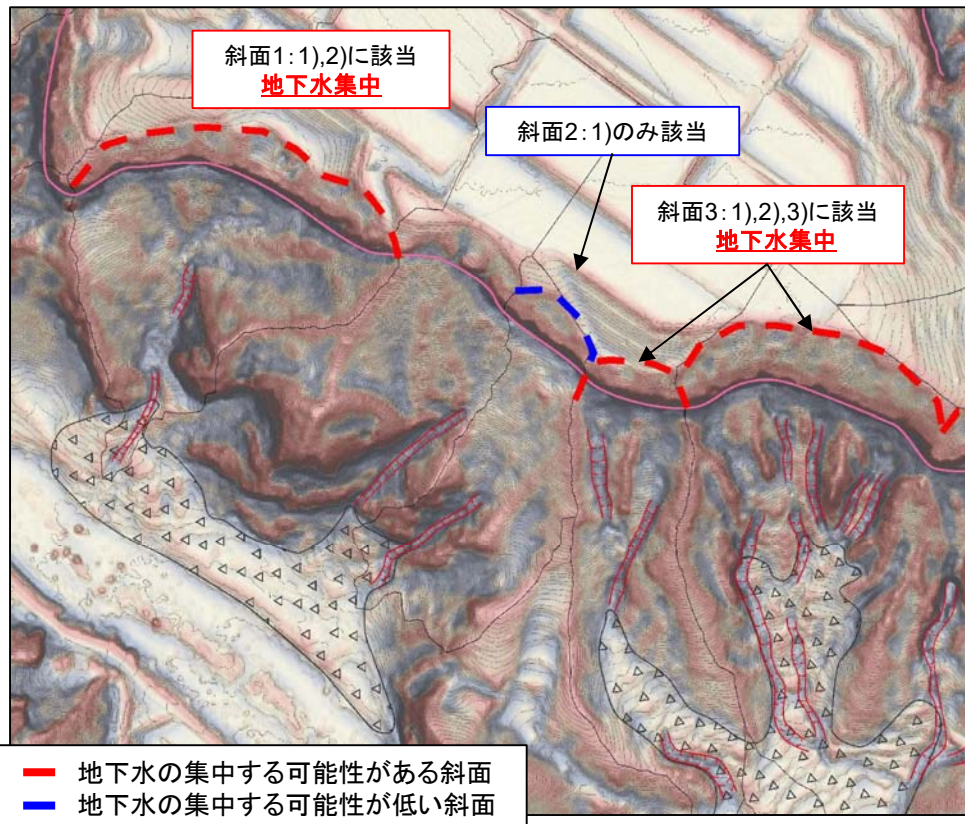 斜面1:1),2)に該当
地下水集中
斜面2:1)のみ該当
斜面3:1),2),3)に該当
地下水集中
地下水の集中する可能性がある斜面
地下水の集中する可能性が低い斜面